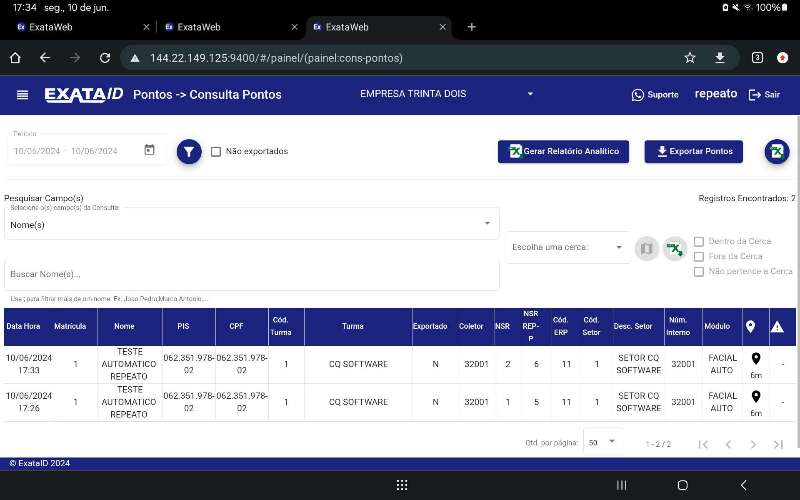 17:34 seg., 10 de jun.
100%
ExataWeb
ExataWeb
ExataWeb
144.22.149.125:9400/#/painel/(painel:cons-pontos)
3
EXATAID
Pontos -> Consulta Pontos
EMPRESA TRINTA DOIS
Suporte
repeato
Sair
Período
10/06/2024 – 10/06/2024
Não exportados
Gerar Relatório Analítico
Exportar Pontos
Pesquisar Campo(s)
Registros Encontrados: 2
Selecione o(s) campo(s) da Consulta
Nome(s)
Escolha uma cerca:
Dentro da Cerca
Fora da Cerca
Não pertence a Cerca
Buscar Nome(s)...
Use ; para filtrar mais de um nome. Ex: Joao Pedro;Marco Antonio;...
Data Hora Matrícula Nome PIS CPF Cód. Turma Turma Exportado Coletor NSR NSR REP-P Cód. ERP Cód. Setor Desc. Setor Núm. Interno Módulo
10/06/2024 17:33 1 TESTE AUTOMATICO REPEATO 062.351.978-02 062.351.978-02 1 CQ SOFTWARE N 32001 2 6 11 1 SETOR CQ SOFTWARE 32001 FACIAL AUTO 6m -
10/06/2024 17:26 1 TESTE AUTOMATICO REPEATO 062.351.978-02 062.351.978-02 1 CQ SOFTWARE N 32001 1 5 11 1 SETOR CQ SOFTWARE 32001 FACIAL AUTO 6m -
Qtd. por página: 50 1 - 2 / 2
© ExataID 2024